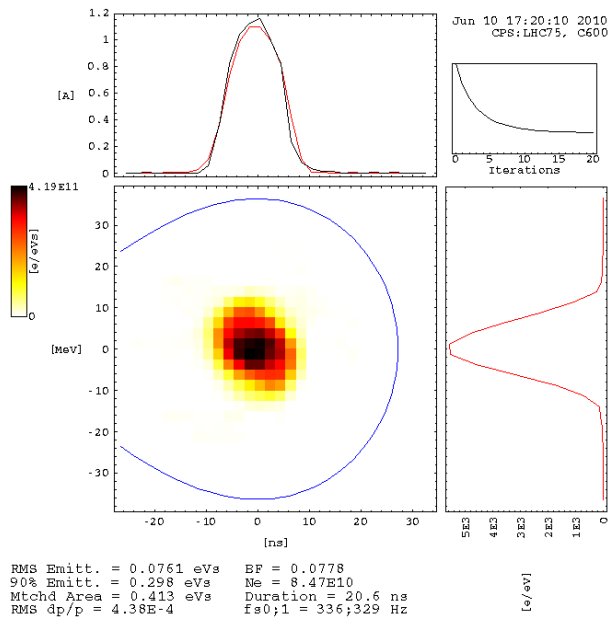 Jun 10 17:20:10 2010
CPS:LHC75, C600
1.2
1
0.8
[A]
0.6
0.4
0.2
0
0 5 10 15 20
Iterations
4.19E11
[e/eVs]
0
30
20
10
[MeV]
0
-10
-20
-30
-20 -10 0 10 20 30
[ns]
5E3 4E3 3E3 2E3 1E3 0
[e/eV]
RMS Emitt. = 0.0761 eVs BF = 0.0778
90% Emitt. = 0.298 eVs Ne = 8.47E10
Mtchd Area = 0.413 eVs Duration = 20.6 ns
RMS dp/p = 4.38E-4 fs0;1 = 336;329 Hz